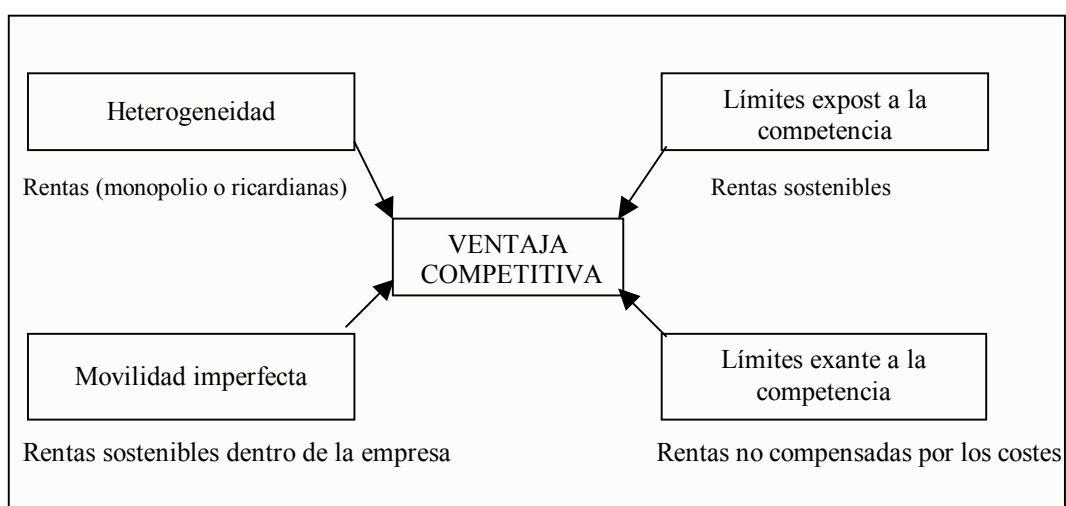 Heterogeneidad
Rentas (monopolio o ricardianas)
Límites expost a la
competencia
Rentas sostenibles
VENTAJA
COMPETITIVA
Movilidad imperfecta
Rentas sostenibles dentro de la empresa
Límites exante a la
competencia
Rentas no compensadas por los costes